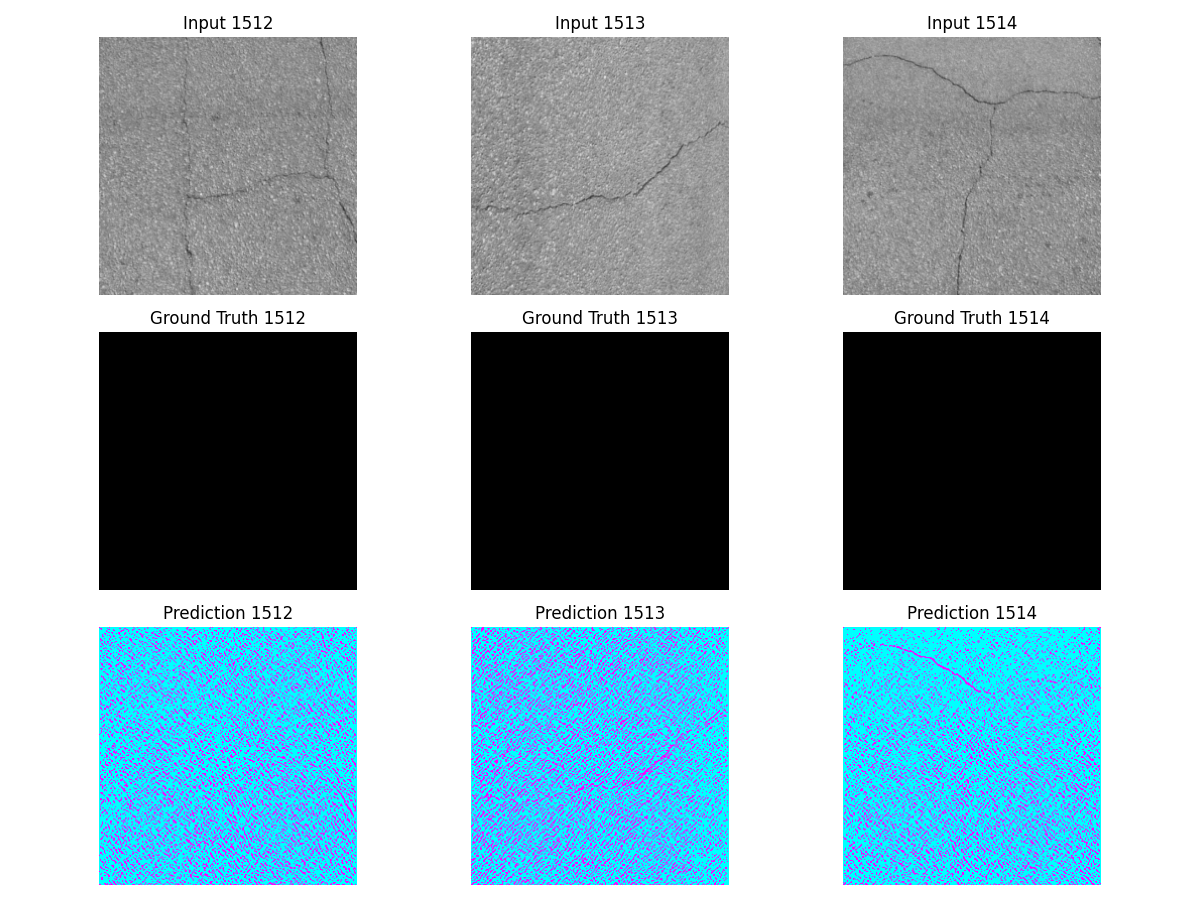 Input 1512
Input 1513
Input 1514
Ground Truth 1512
Ground Truth 1513
Ground Truth 1514
Prediction 1512
Prediction 1513
Prediction 1514